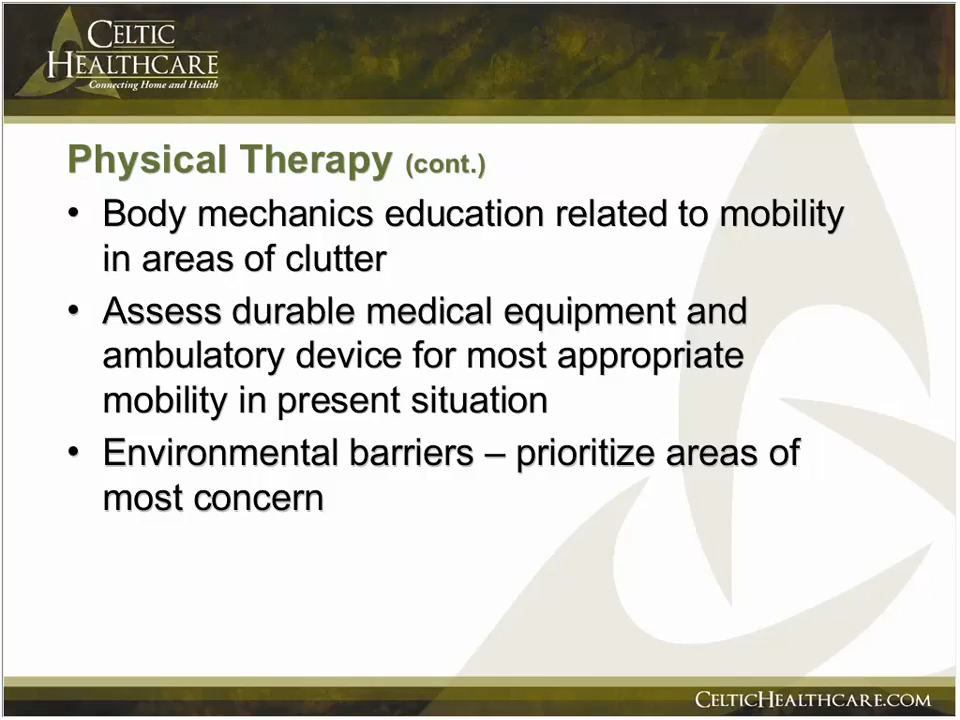 CELTIC
HEALTHCARE
Connecting Home and Health
Physical Therapy (cont.)
• Body mechanics education related to mobility
in areas of clutter
• Assess durable medical equipment and
ambulatory device for most appropriate
mobility in present situation
• Environmental barriers – prioritize areas of
most concern
CELTICHEALTHCARE.COM